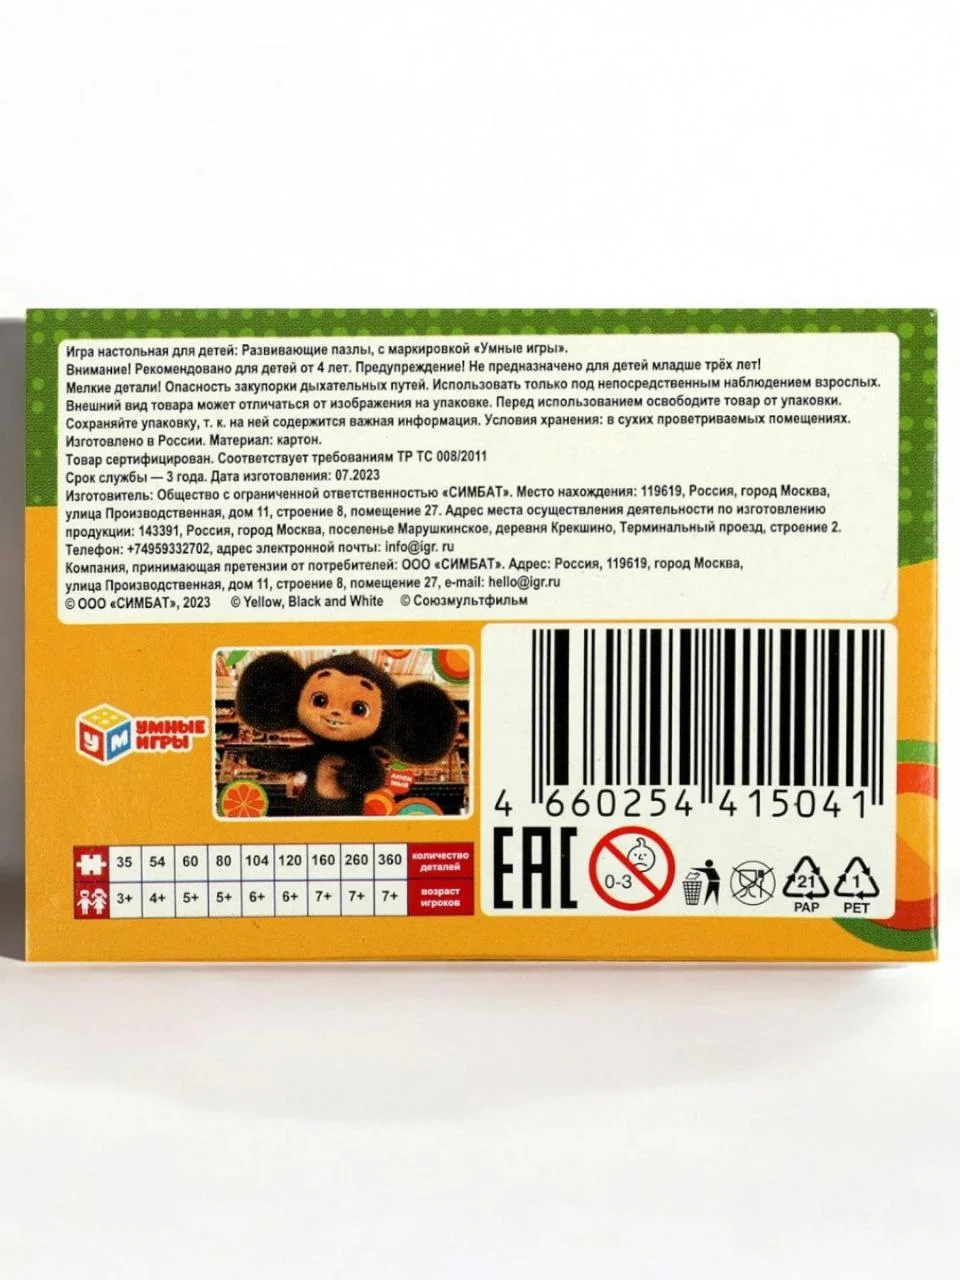 Игра настольная для детей: Развивающие пазлы, с маркировкой «Умные игры».
Внимание! Рекомендовано для детей от 4 лет. Предупреждение! Не предназначено для детей младше трёх лет!
Мелкие детали! Опасность закупорки дыхательных путей. Использовать только под непосредственным наблюдением взрослых.
Внешний вид товара может отличаться от изображения на упаковке. Перед использованием освободите товар от упаковки.
Сохраняйте упаковку, т. к. на ней содержится важная информация. Условия хранения: в сухих проветриваемых помещениях.
Изготовлено в России. Материал: картон.
Товар сертифицирован. Соответствует требованиям ТР ТС 008/2011
Срок службы — 3 года. Дата изготовления: 07.2023
Изготовитель: Общество с ограниченной ответственностью «СИМБАТ». Место нахождения: 119619, Россия, город Москва,
улица Производственная, дом 11, строение 8, помещение 27. Адрес места осуществления деятельности по изготовлению
продукции: 143391, Россия, город Москва, поселенье Марушкинское, деревня Крекшино, Терминальный проезд, строение 2.
Телефон: +74959332702, адрес электронной почты: info@igr. ru
Компания, принимающая претензии от потребителей: ООО «СИМБАТ». Адрес: Россия, 119619, город Москва,
улица Производственная, дом 11, строение 8, помещение 27, e-mail: hello@igr.ru
© ООО «СИМБАТ», 2023 © Yellow, Black and White © Союзмультфильм
УМ УМНЫЕ
ИГРЫ
4 660254 415041
EAC
0-3
21
PAP
1
PET
35 54 60 80 104 120 160 260 360 количество
деталей
3+ 4+ 5+ 5+ 6+ 6+ 7+ 7+ 7+ возраст
игроков